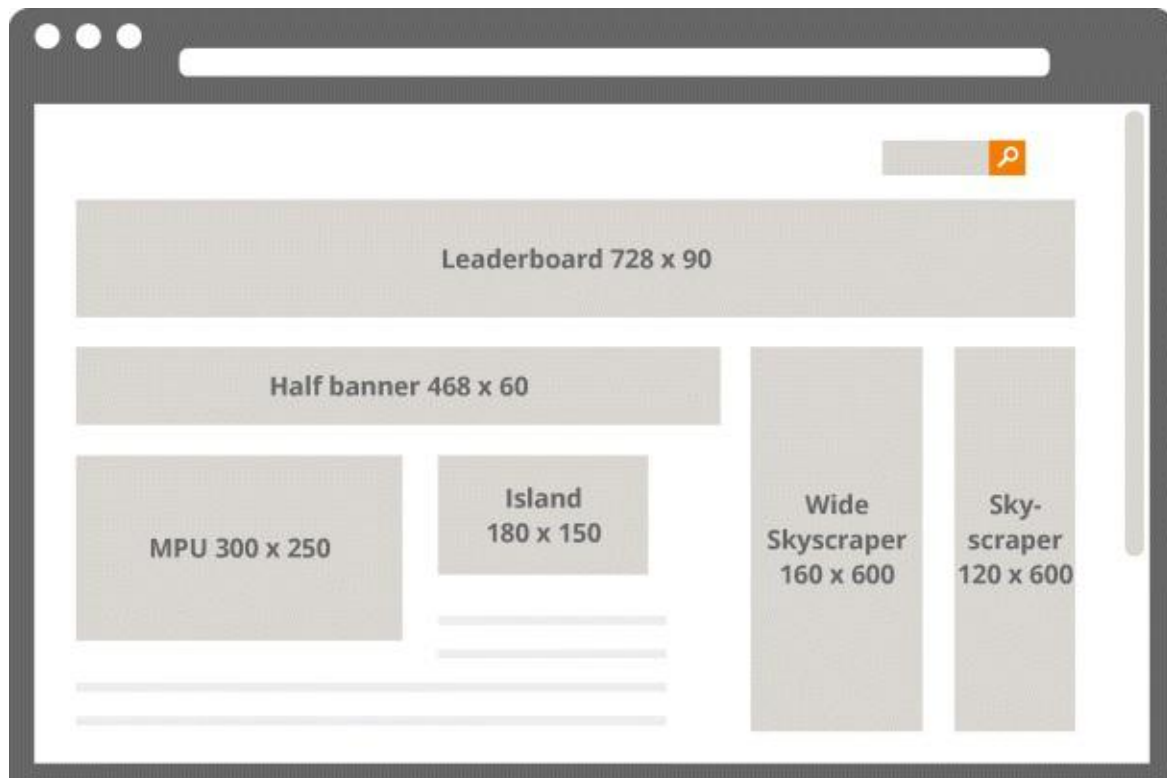 Leaderboard 728 x 90
Half banner 468 x 60
MPU 300 x 250
Island
180 x 150
Wide
Skyscraper
160 x 600
Sky-
scraper
120 x 600